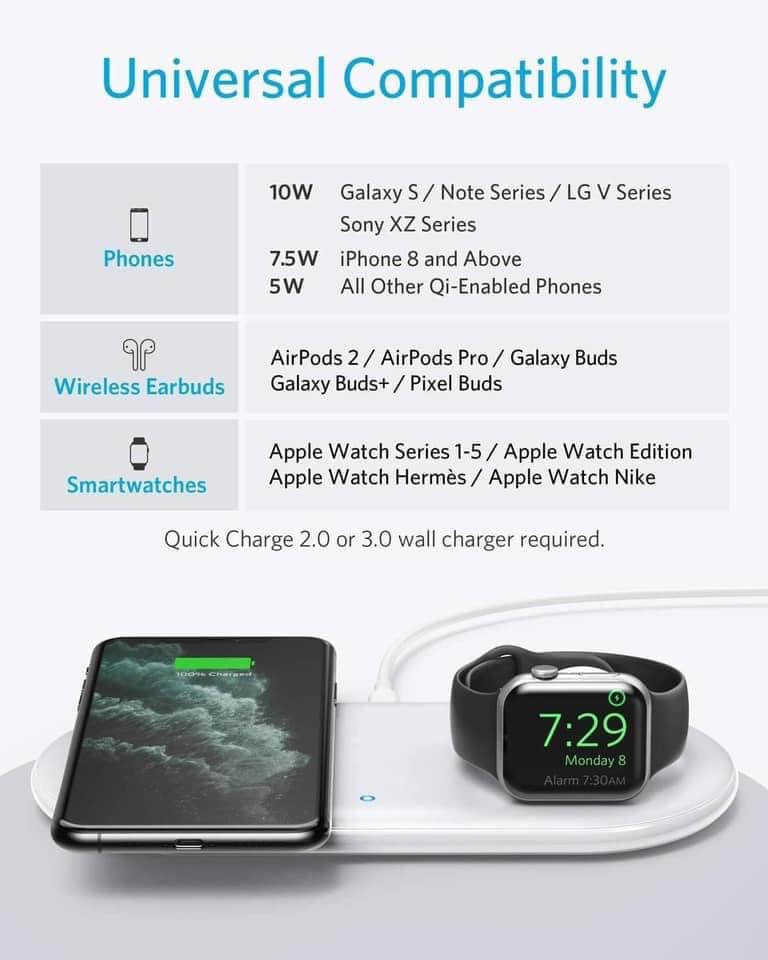 Universal Compatibility
Phones
10W Galaxy S / Note Series / LG V Series
Sony XZ Series
7.5W iPhone 8 and Above
5W All Other Qi-Enabled Phones
Wireless Earbuds
AirPods 2 / AirPods Pro / Galaxy Buds
Galaxy Buds+ / Pixel Buds
Smartwatches
Apple Watch Series 1-5 / Apple Watch Edition
Apple Watch Hermès / Apple Watch Nike
Quick Charge 2.0 or 3.0 wall charger required.
100% Charged
7:29
Monday 8
Alarm 7:30AM